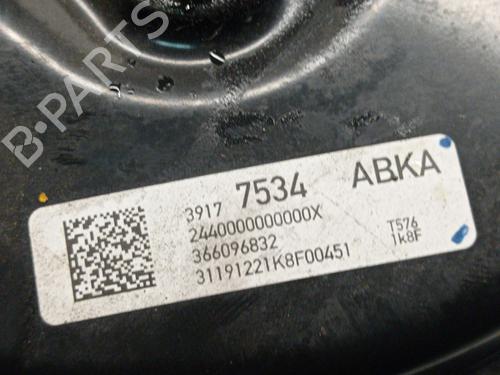 B-PARTS
3917 7534 ABKA
2440000000000X
366096832 T576
31191221K8F00451 1k8F